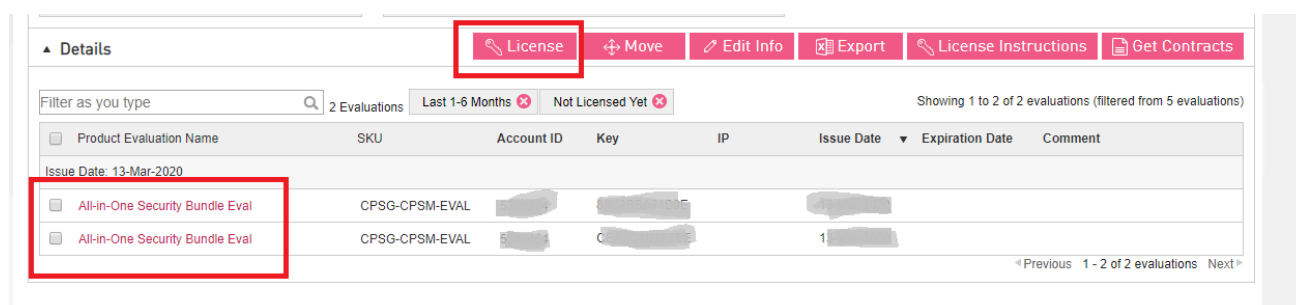 ▲ Details
License
Move
Edit Info
Export
License Instructions
Get Contracts
Filter as you type
2 Evaluations
Last 1-6 Months
Not Licensed Yet
Showing 1 to 2 of 2 evaluations (filtered from 5 evaluations)
Product Evaluation Name SKU Account ID Key IP Issue Date ▼ Expiration Date Comment
Issue Date: 13-Mar-2020
All-in-One Security Bundle Eval CPSG-CPSM-EVAL
All-in-One Security Bundle Eval CPSG-CPSM-EVAL
Previous 1 - 2 of 2 evaluations Next